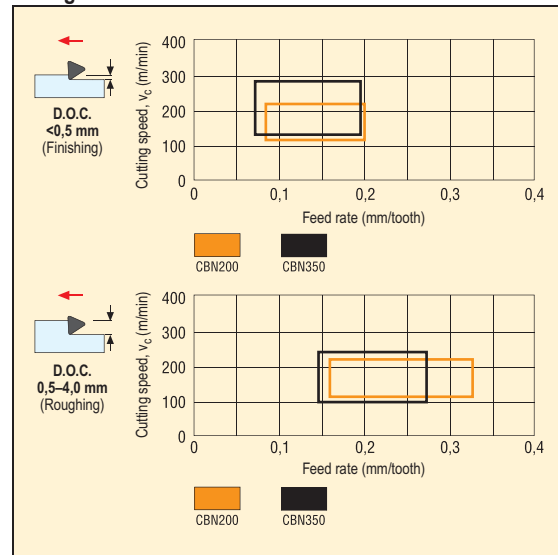 D.O.C.
<0,5 mm
(Finishing)
Cutting speed, vc (m/min)
400
300
200
100
0
0 0,1 0,2 0,3 0,4
Feed rate (mm/tooth)
CBN200 CBN350
D.O.C.
0,5–4,0 mm
(Roughing)
Cutting speed, vc (m/min)
400
300
200
100
0
0 0,1 0,2 0,3 0,4
Feed rate (mm/tooth)
CBN200 CBN350